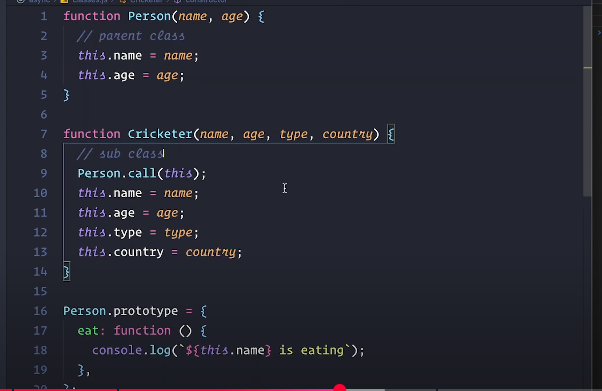 async classes.js Cricketer constructor
1 function Person(name, age) {
2 // parent class
3 this.name = name;
4 this.age = age;
5 }
6
7 function Cricketer(name, age, type, country) {
8 // sub class
9 Person.call(this);
10 this.name = name;
11 this.age = age;
12 this.type = type;
13 this.country = country;
14 }
15
16 Person.prototype = {
17 eat: function () {
18 console.log(`${this.name} is eating`);
19 },